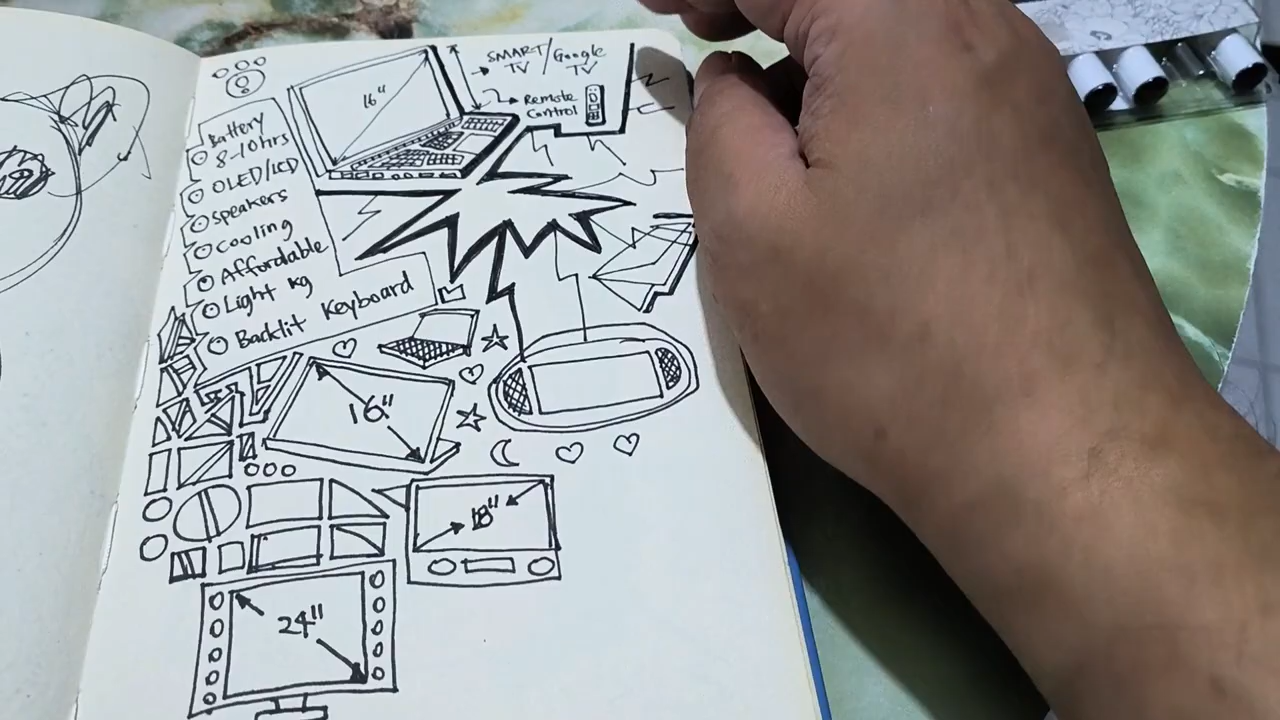 16"
SMART / Google
TV TV
Remote
Control
Battery
8-10hrs
OLED/LCD
speakers
cooling
Affordable
Light kg
Backlit Keyboard
16"
18"
24"